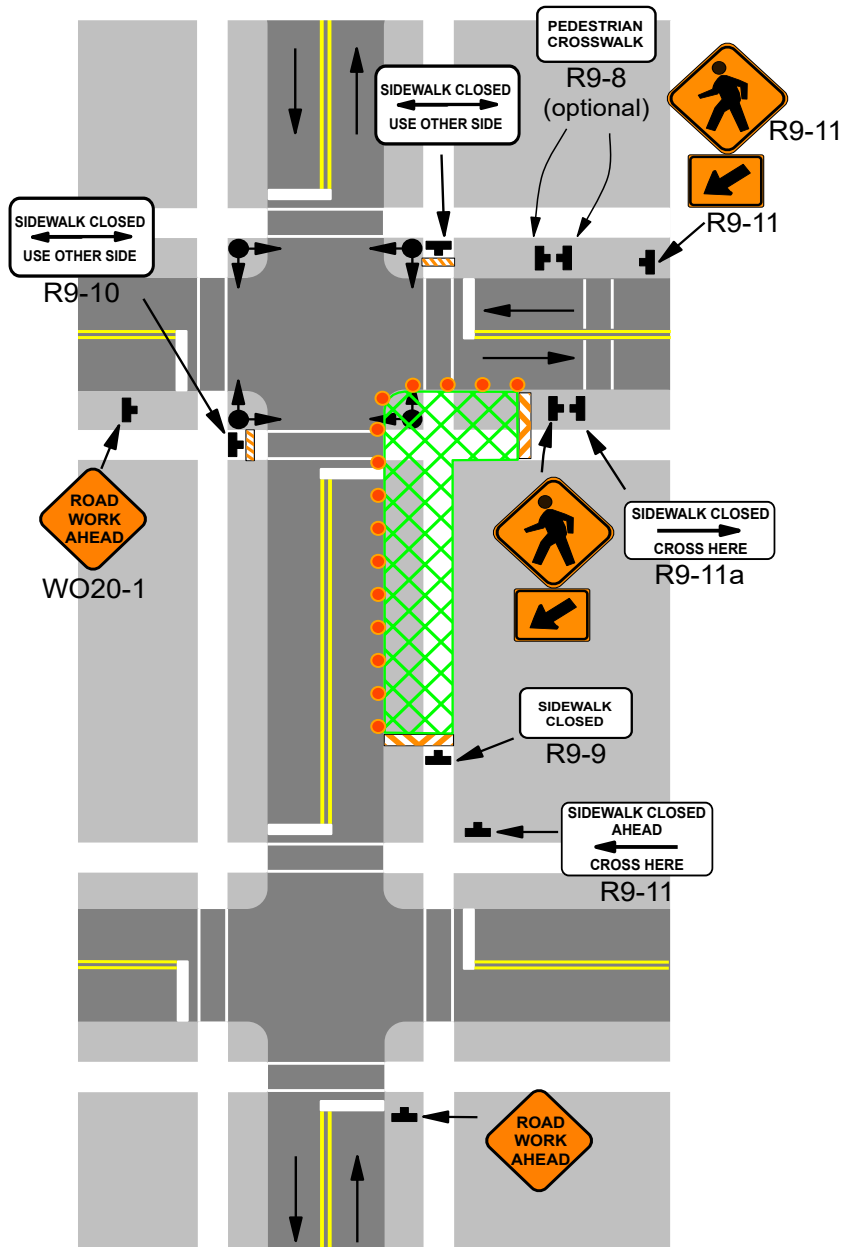 PEDESTRIAN
CROSSWALK
R9-8
(optional)
SIDEWALK CLOSED
USE OTHER SIDE
R9-11
R9-11
SIDEWALK CLOSED
USE OTHER SIDE
R9-10
ROAD
WORK
AHEAD
WO20-1
SIDEWALK CLOSED
CROSS HERE
R9-11a
SIDEWALK
CLOSED
R9-9
SIDEWALK CLOSED
AHEAD
CROSS HERE
R9-11
ROAD
WORK
AHEAD